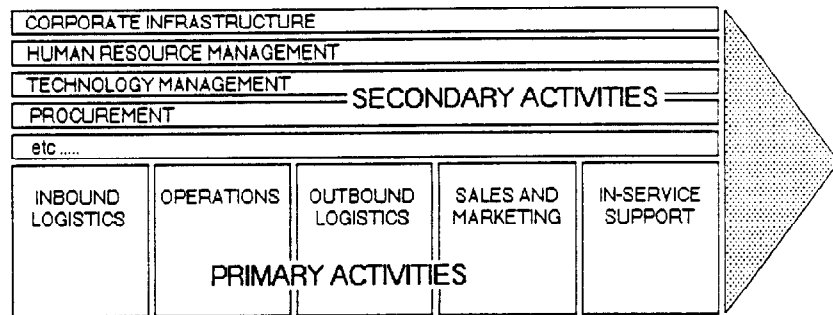 CORPORATE INFRASTRUCTURE
HUMAN RESOURCE MANAGEMENT
TECHNOLOGY MANAGEMENT
SECONDARY ACTIVITIES
PROCUREMENT
etc .....
INBOUND
LOGISTICS
OPERATIONS
OUTBOUND
LOGISTICS
SALES AND
MARKETING
IN-SERVICE
SUPPORT
PRIMARY ACTIVITIES